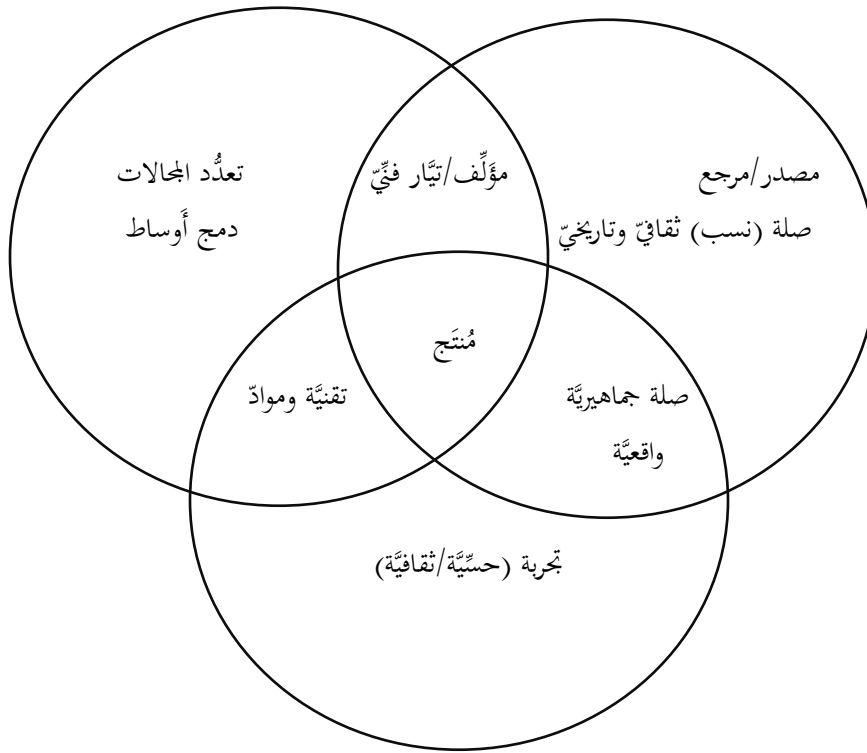 مصدر/مرجع
صلة (نسب) ثقافيّ وتاريخيّ
مؤَلِّف/تيَّار فنِّيّ
تعدُّد المجالات
دمج أَوساط
مُنتَج
صلة جماهيريَّة
واقعيَّة
تقنيَّة وموادّ
تجربة (حسِّيَّة/ثقافيَّة)